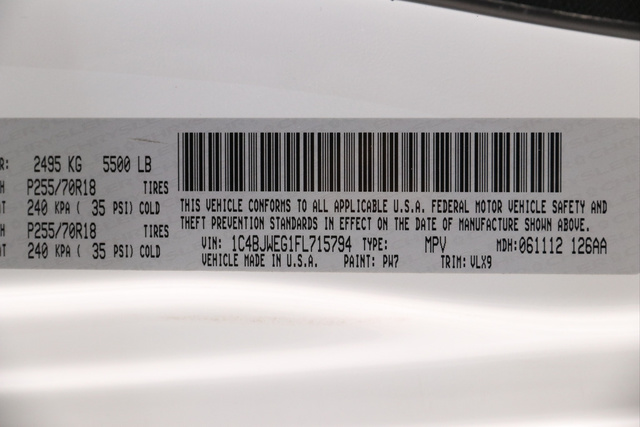 R: 2495 KG 5500 LB
H P255/70R18 TIRES
T 240 KPA ( 35 PSI) COLD
H P255/70R18 TIRES
T 240 KPA ( 35 PSI) COLD
THIS VEHICLE CONFORMS TO ALL APPLICABLE U.S.A. FEDERAL MOTOR VEHICLE SAFETY AND
THEFT PREVENTION STANDARDS IN EFFECT ON THE DATE OF MANUFACTURE SHOWN ABOVE.
VIN: 1C4BJWEG1FL715794 TYPE: MPV MDH:061112 126AA
VEHICLE MADE IN U.S.A. PAINT: PW7 TRIM: VLX9